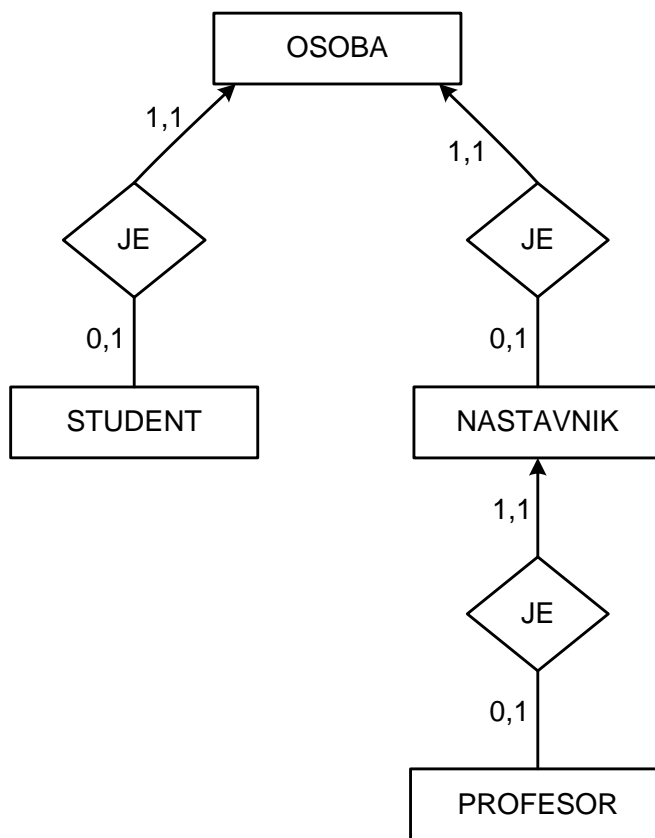 OSOBA
1,1
1,1
JE
JE
0,1
0,1
STUDENT
NASTAVNIK
1,1
JE
0,1
PROFESOR